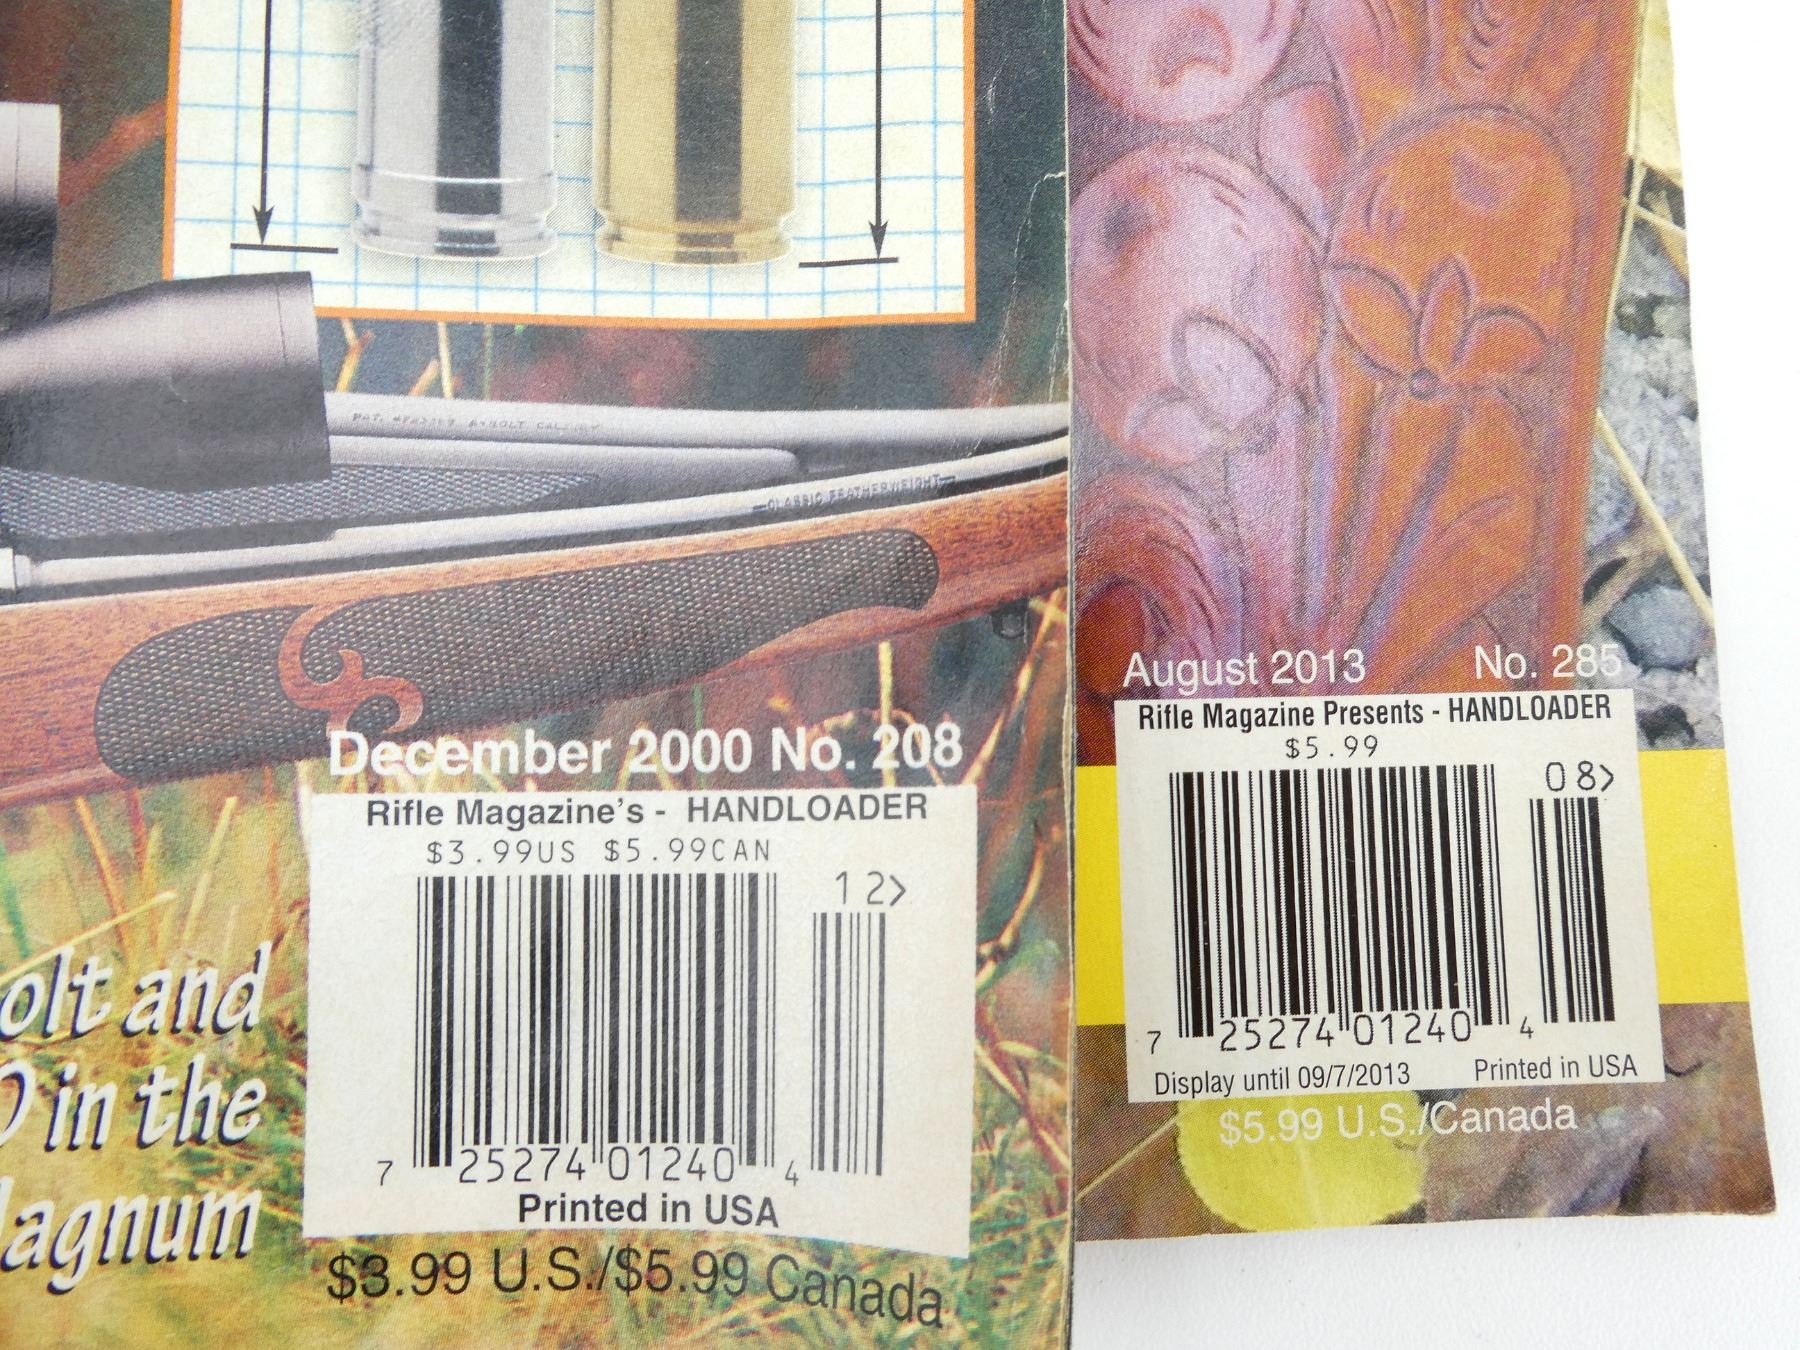 CLASSIC FEATHERWEIGHT
December 2000 No. 208
Rifle Magazine's - HANDLOADER
$3.99US $5.99CAN
12>
7 25274 01240 4
Printed in USA
$3.99 U.S./$5.99 Canada
olt and
in the
agnum
August 2013 No. 285
Rifle Magazine Presents - HANDLOADER
$5.99
08>
7 25274 01240 4
Display until 09/7/2013 Printed in USA
$5.99 U.S./Canada